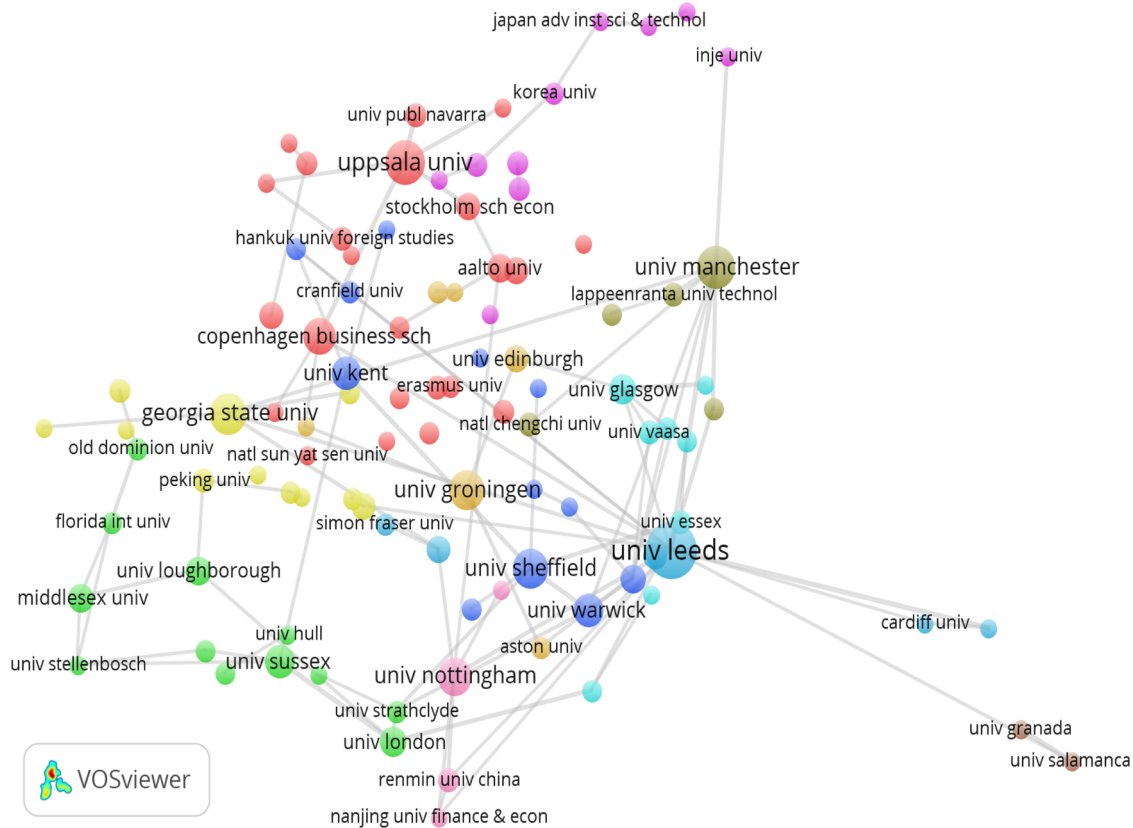 japan adv inst sci & technol
inje univ
korea univ
univ publ navarra
uppsala univ
stockholm sch econ
hankuk univ foreign studies
aalto univ
univ manchester
cranfield univ
lappeenranta univ technol
copenhagen business sch
univ edinburgh
univ kent
erasmus univ
univ glasgow
georgia state univ
natl chengchi univ
univ vaasa
old dominion univ
natl sun yat sen univ
peking univ
univ groningen
florida int univ
simon fraser univ
univ essex
univ leeds
univ loughborough
univ sheffield
middlesex univ
univ warwick
cardiff univ
univ hull
aston univ
univ stellenbosch
univ sussex
univ nottingham
univ strathclyde
univ granada
univ london
univ salamanca
renmin univ china
VOSviewer
nanjing univ finance & econ